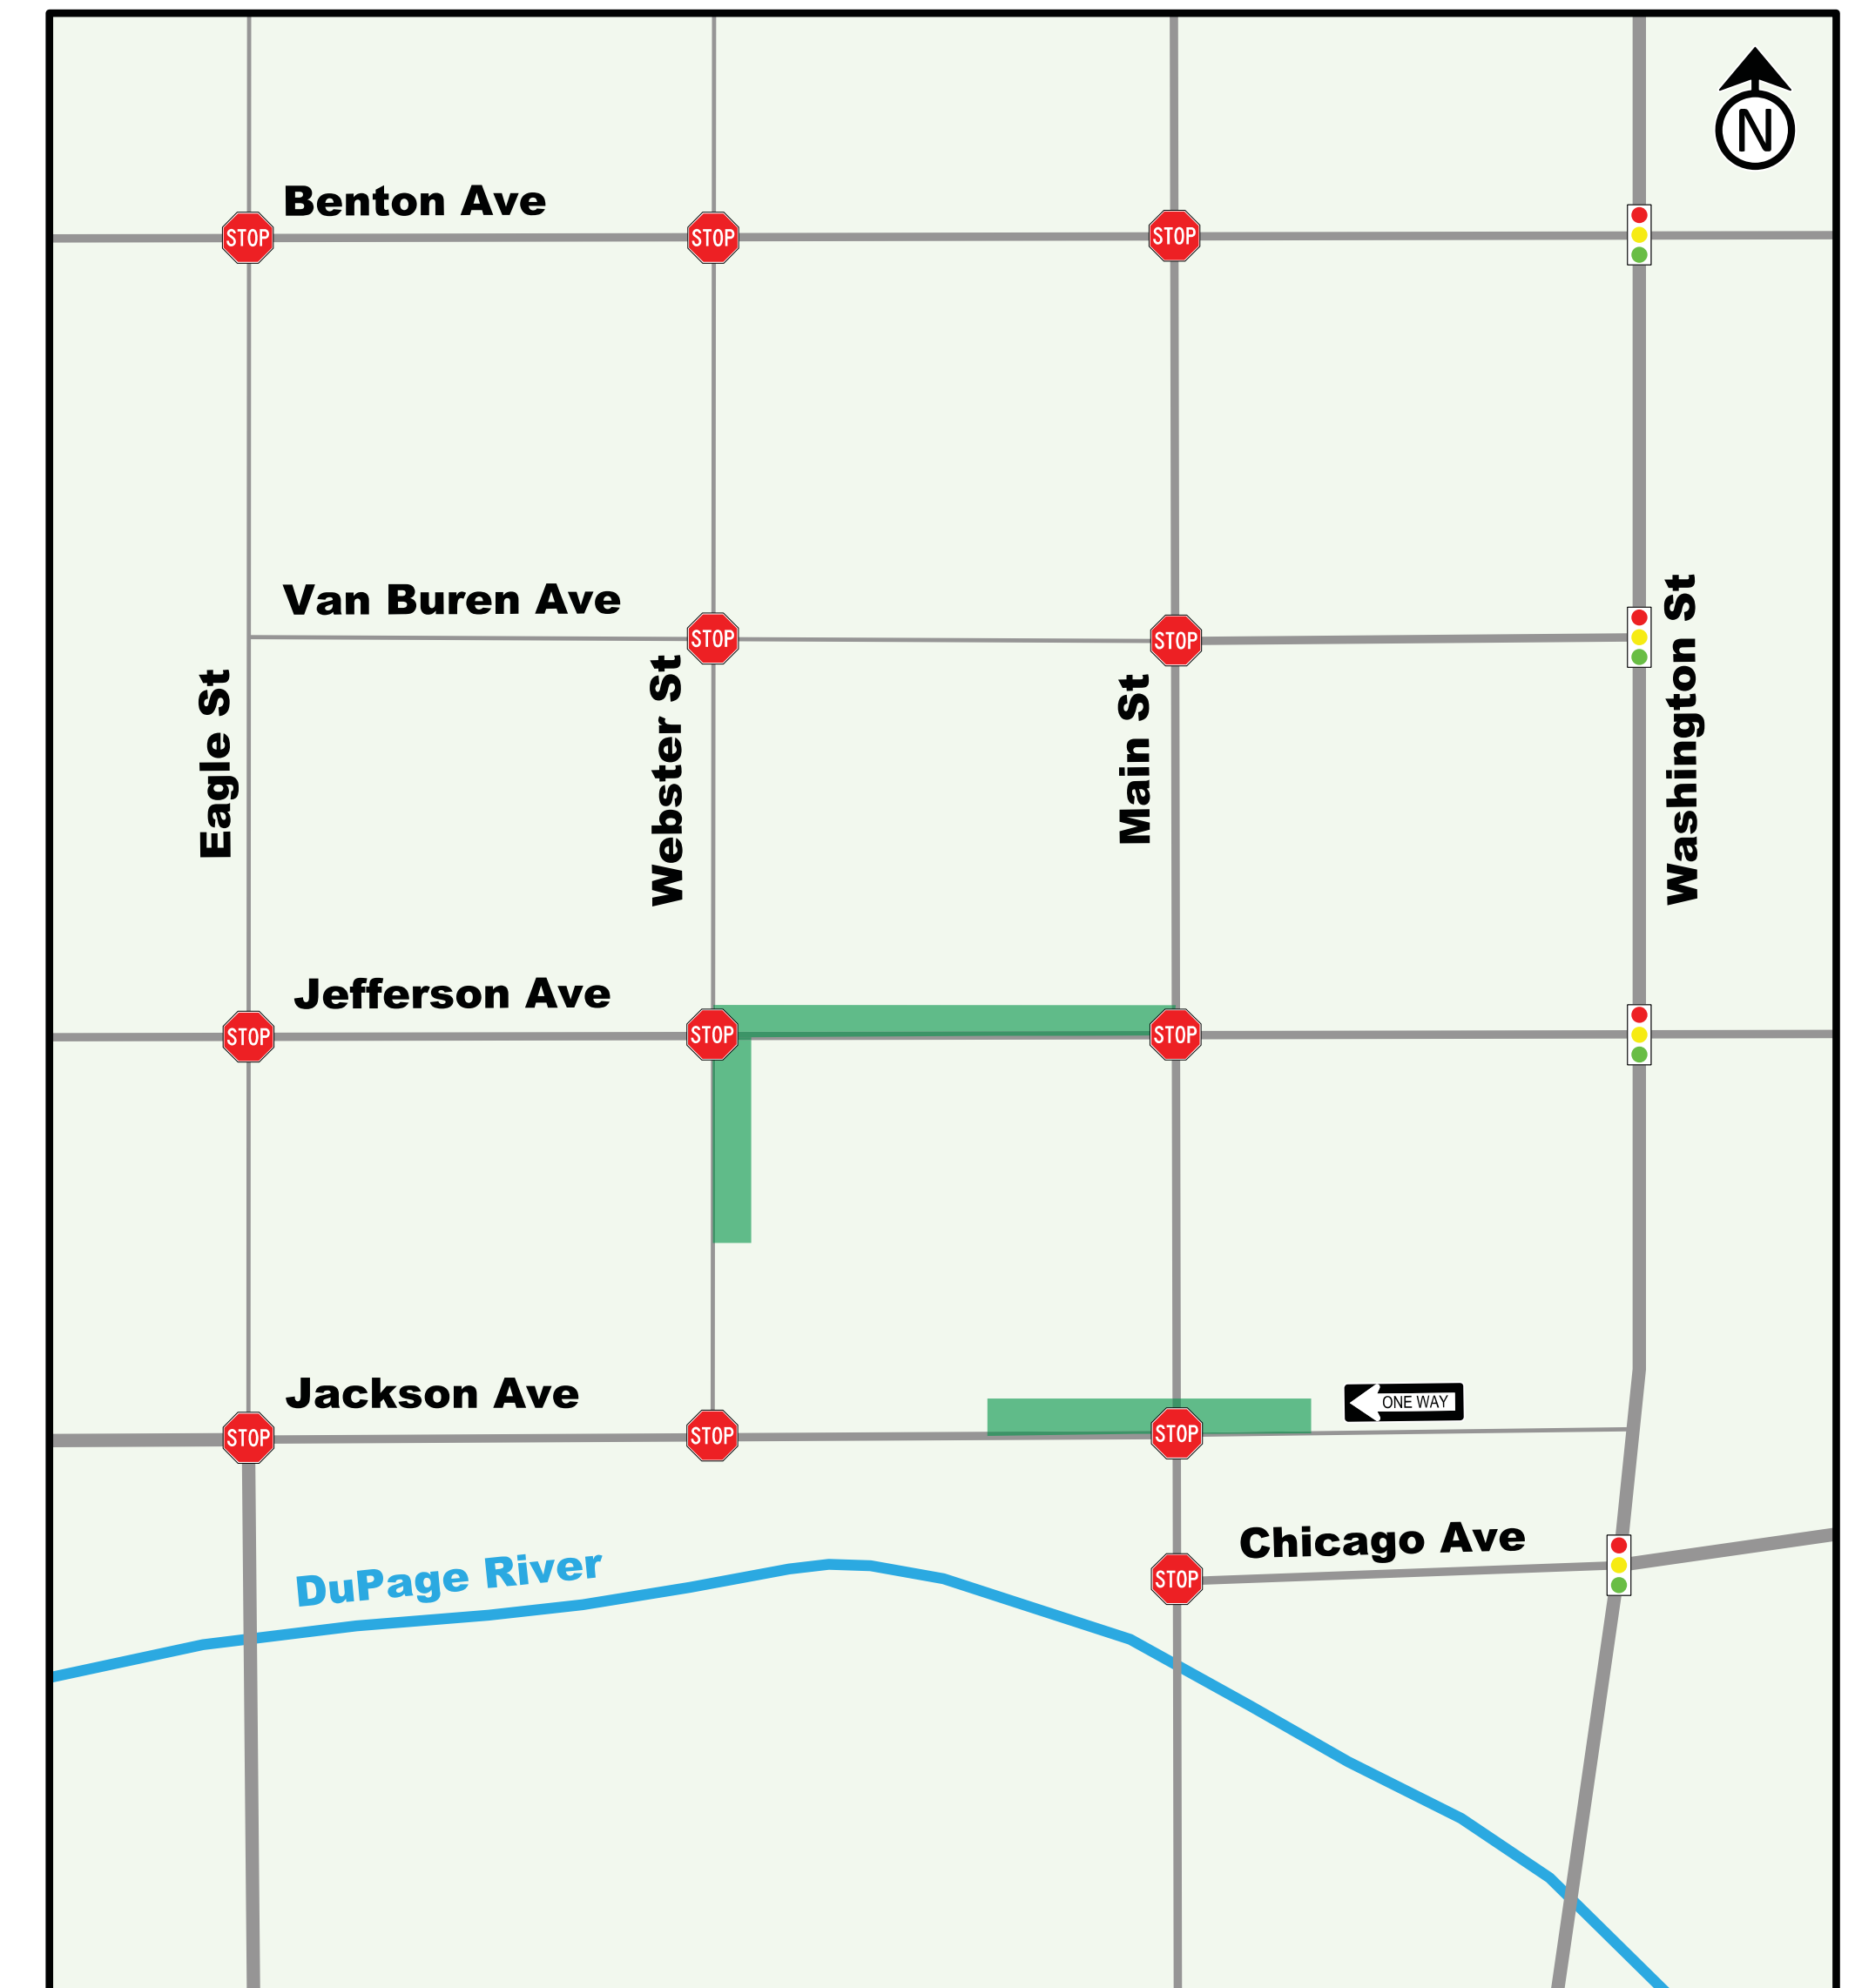 N
Benton Ave
STOP
STOP
STOP
Van Buren Ave
STOP
STOP
Eagle St
Webster St
Main St
Washington St
Jefferson Ave
STOP
STOP
STOP
Jackson Ave
ONE WAY
STOP
STOP
STOP
Chicago Ave
DuPage River
STOP